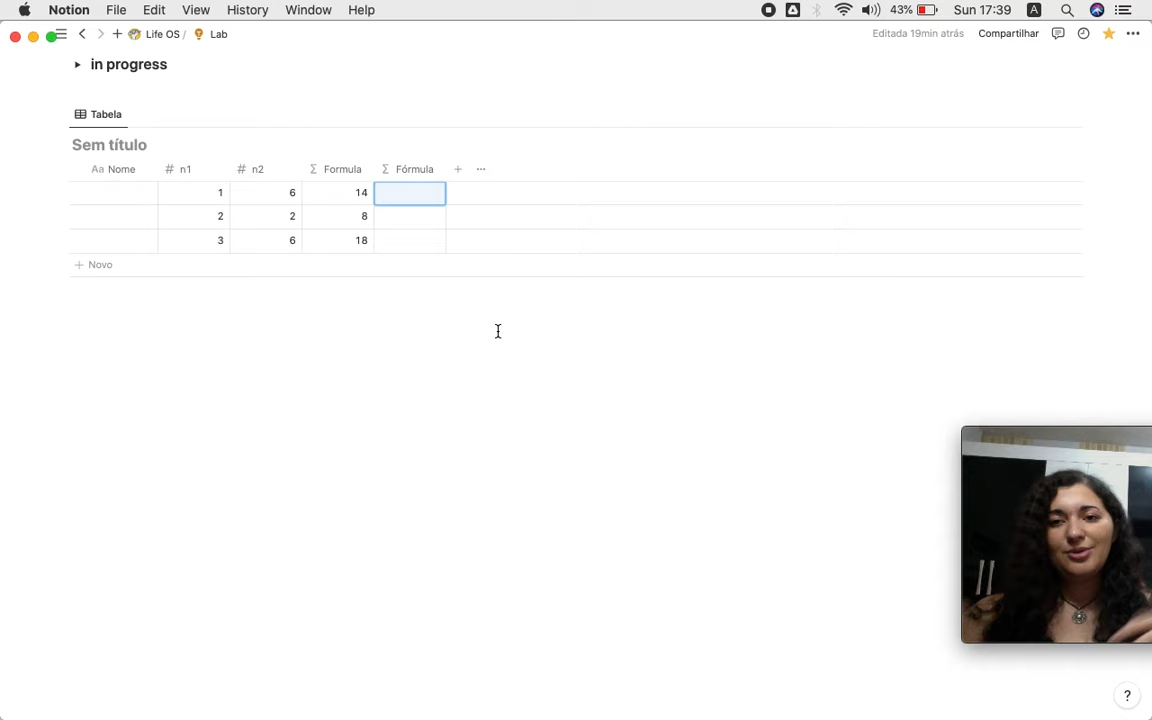 Notion File Edit View History Window Help 43% Sun 17:39 A
Life OS / Lab Editada 19min atrás Compartilhar
in progress
Tabela
Sem título
Aa Nome # n1 # n2 Σ Formula Σ Fórmula + ...
1 6 14
2 2 8
3 6 18
+ Novo
?